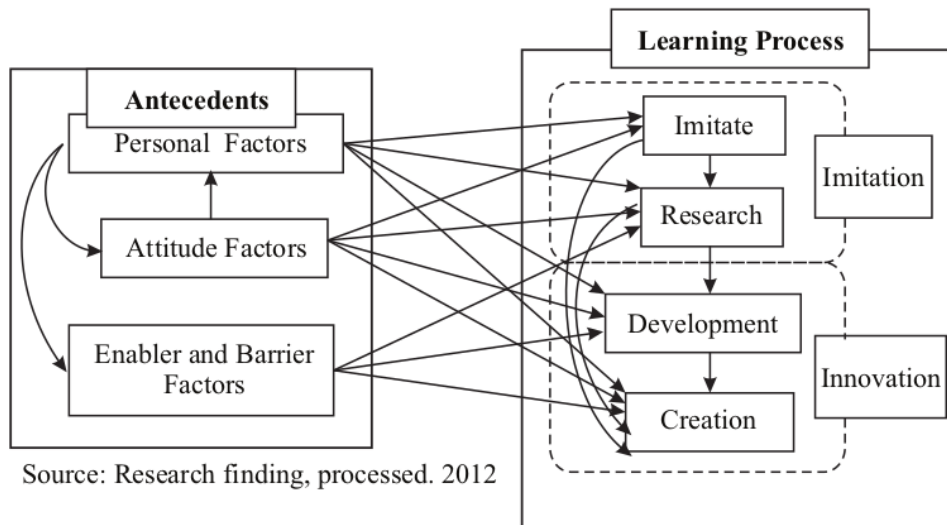 Learning Process
Antecedents
Personal Factors
Attitude Factors
Enabler and Barrier
Factors
Imitate
Research
Imitation
Development
Creation
Innovation
Source: Research finding, processed. 2012